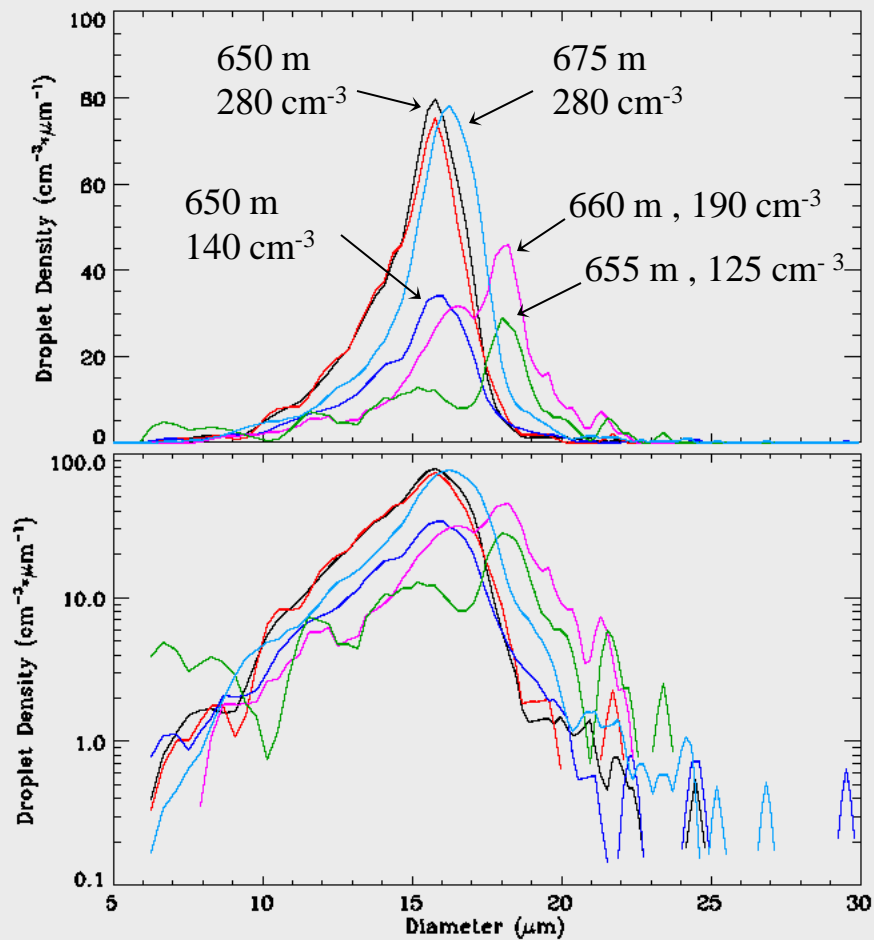 100
80
60
40
20
0
Droplet Density (cm⁻³*µm⁻¹)
650 m
280 cm⁻³
675 m
280 cm⁻³
650 m
140 cm⁻³
660 m , 190 cm⁻³
655 m , 125 cm⁻³
100.0
10.0
1.0
0.1
Droplet Density (cm⁻³*µm⁻¹)
5 10 15 20 25 30
Diameter (µm)